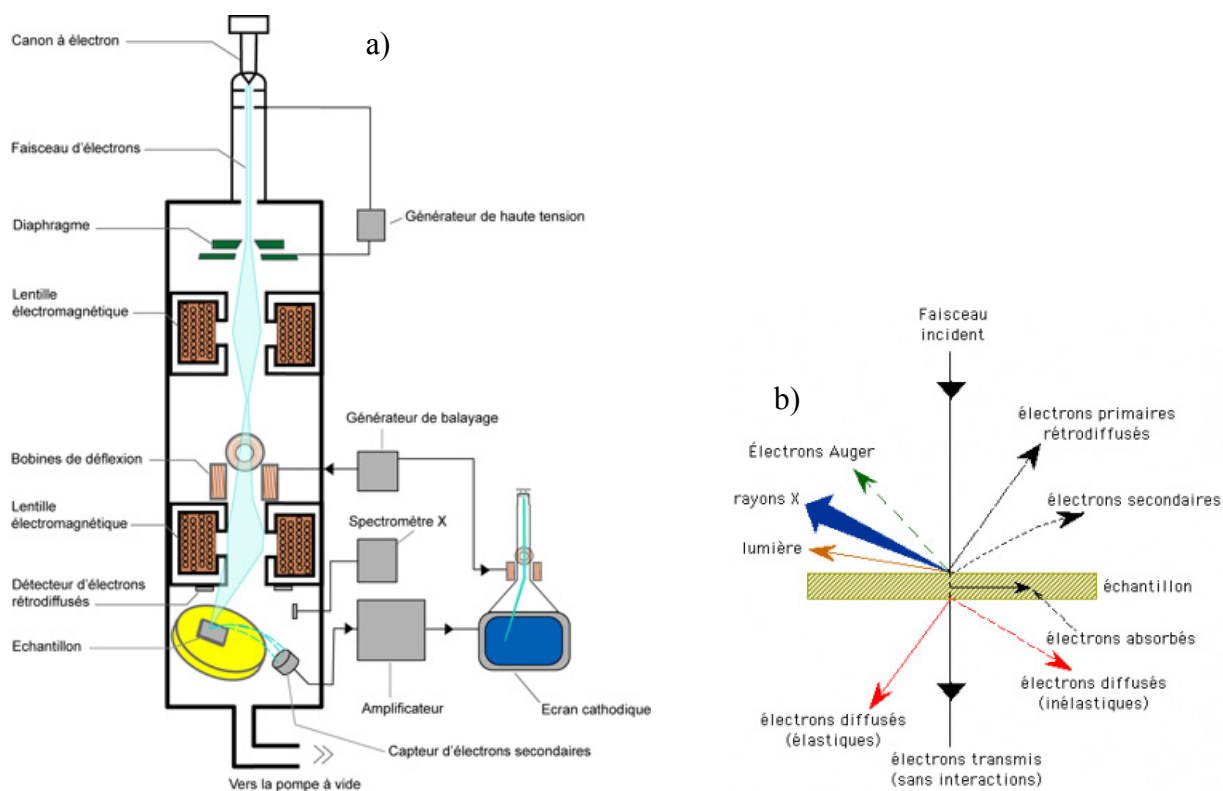 a)
Canon à électron
Faisceau d'électrons
Diaphragme
Générateur de haute tension
Lentille
électromagnétique
Générateur de balayage
Bobines de déflexion
Lentille
électromagnétique
Spectromètre X
Détecteur d'électrons
rétrodiffusés
Echantillon
Amplificateur
Ecran cathodique
Capteur d'électrons secondaires
Vers la pompe à vide
b)
Faisceau
incident
électrons primaires
rétrodiffusés
Électrons Auger
rayons X
électrons secondaires
lumière
échantillon
électrons absorbés
électrons diffusés
(inélastiques)
électrons diffusés
(élastiques)
électrons transmis
(sans interactions)